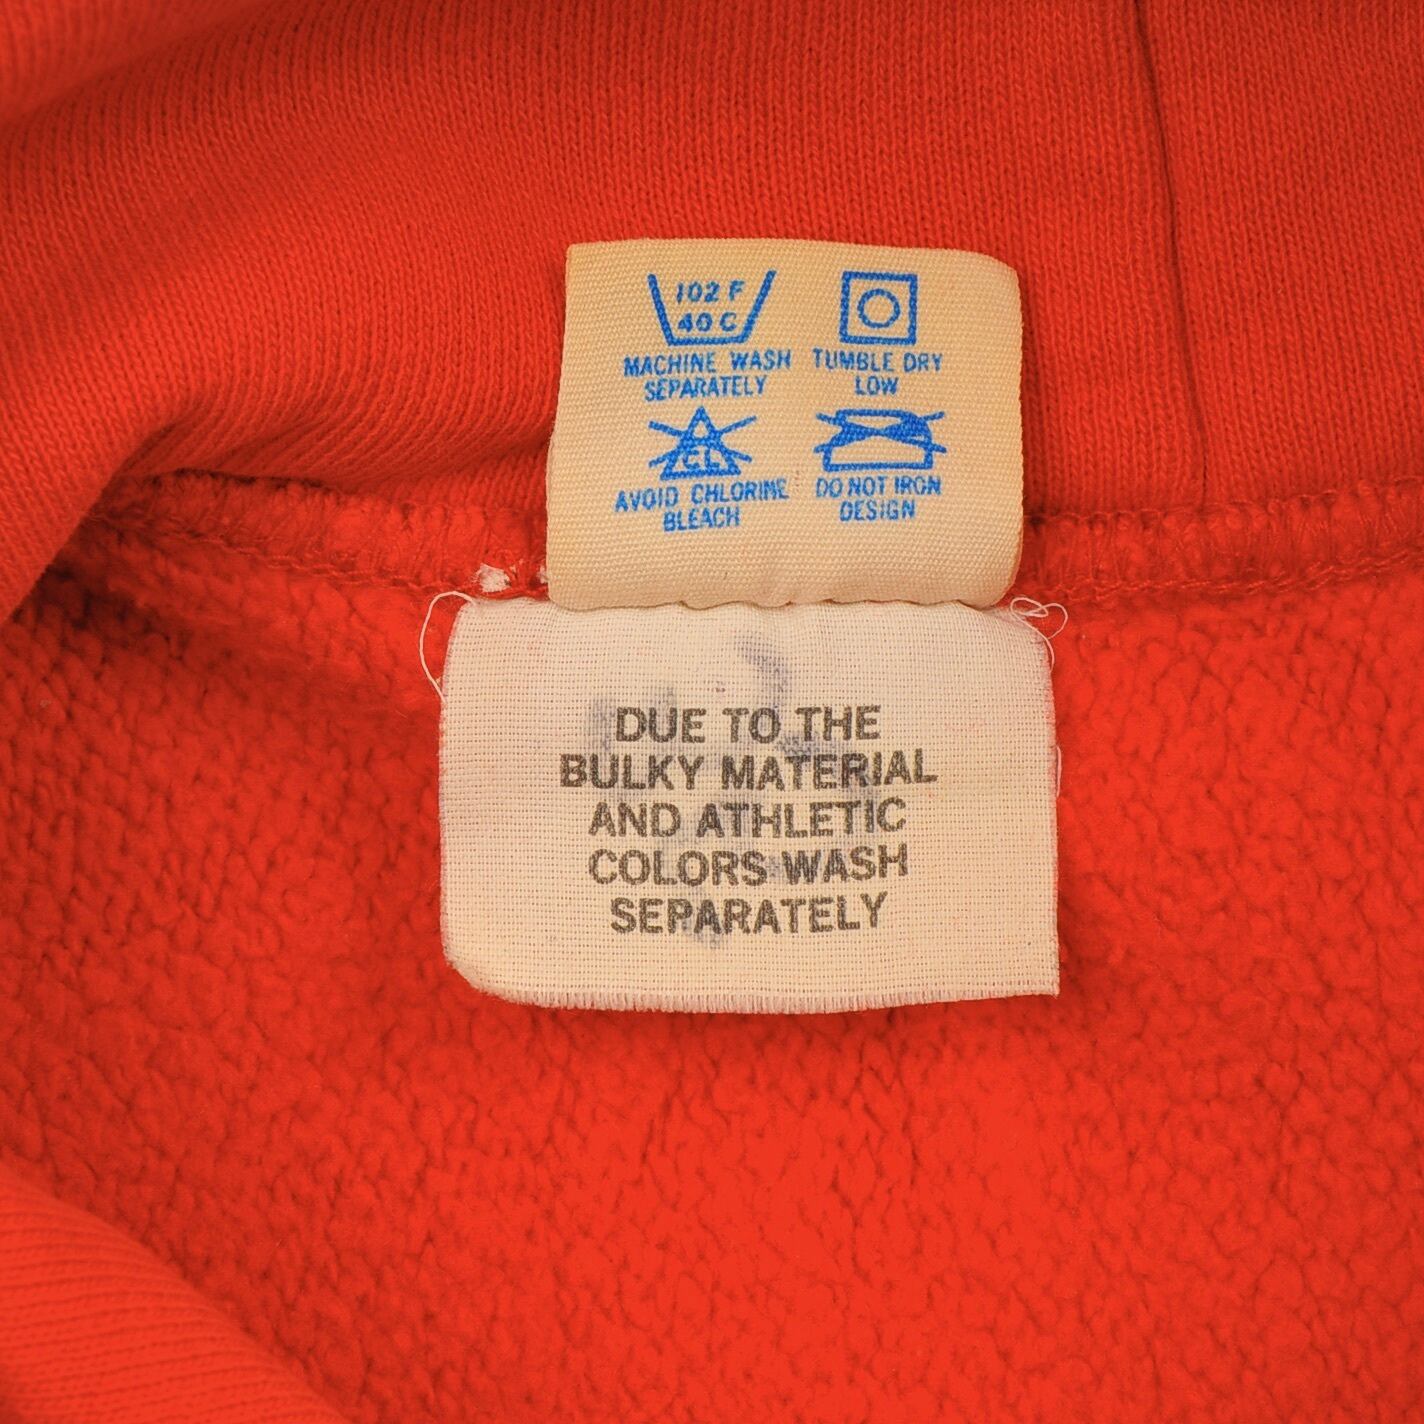 102 F
40 C
MACHINE WASH
SEPARATELY
TUMBLE DRY
LOW
CL
AVOID CHLORINE
BLEACH
DO NOT IRON
DESIGN
DUE TO THE
BULKY MATERIAL
AND ATHLETIC
COLORS-WASH
SEPARATELY